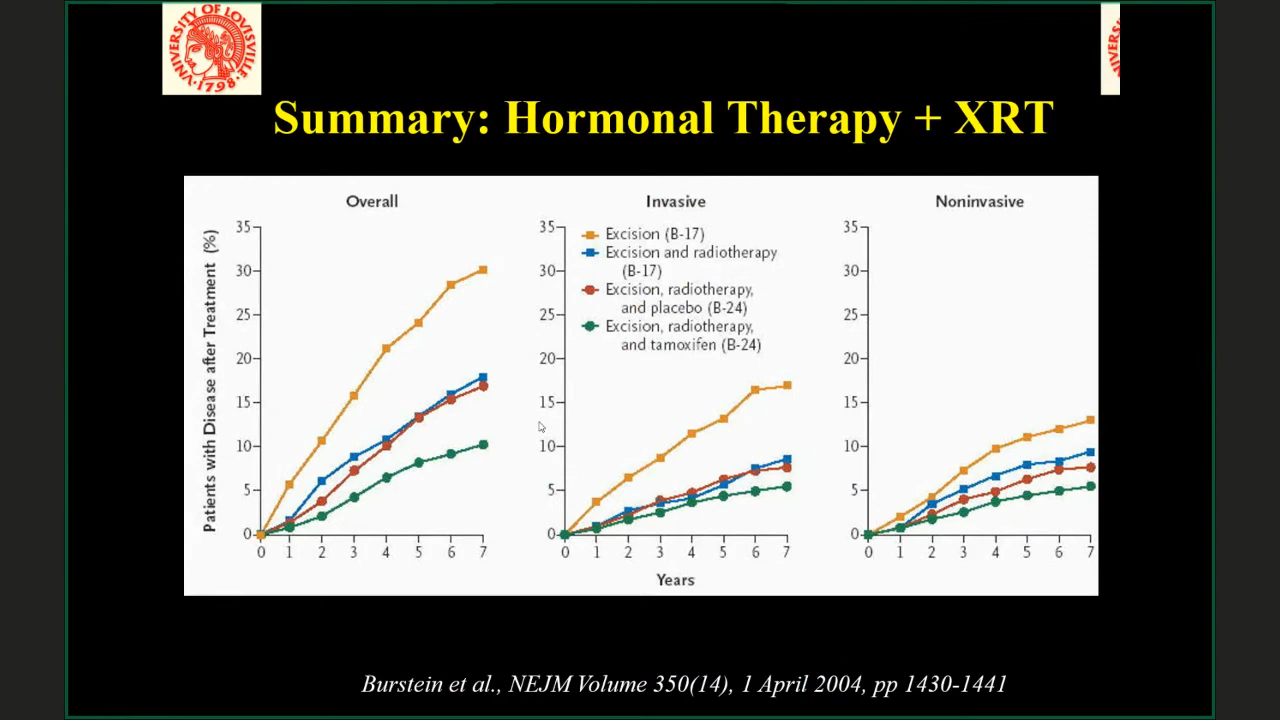 UNIVERSITY OF LOVISVILLE
1798
Summary: Hormonal Therapy + XRT
Overall
Invasive
Noninvasive
Patients with Disease after Treatment (%)
35
30
25
20
15
10
5
0
0 1 2 3 4 5 6 7
35
30
25
20
15
10
5
0
0 1 2 3 4 5 6 7
Excision (B-17)
Excision and radiotherapy
(B-17)
Excision, radiotherapy,
and placebo (B-24)
Excision, radiotherapy,
and tamoxifen (B-24)
35
30
25
20
15
10
5
0
0 1 2 3 4 5 6 7
Years
Burstein et al., NEJM Volume 350(14), 1 April 2004, pp 1430-1441